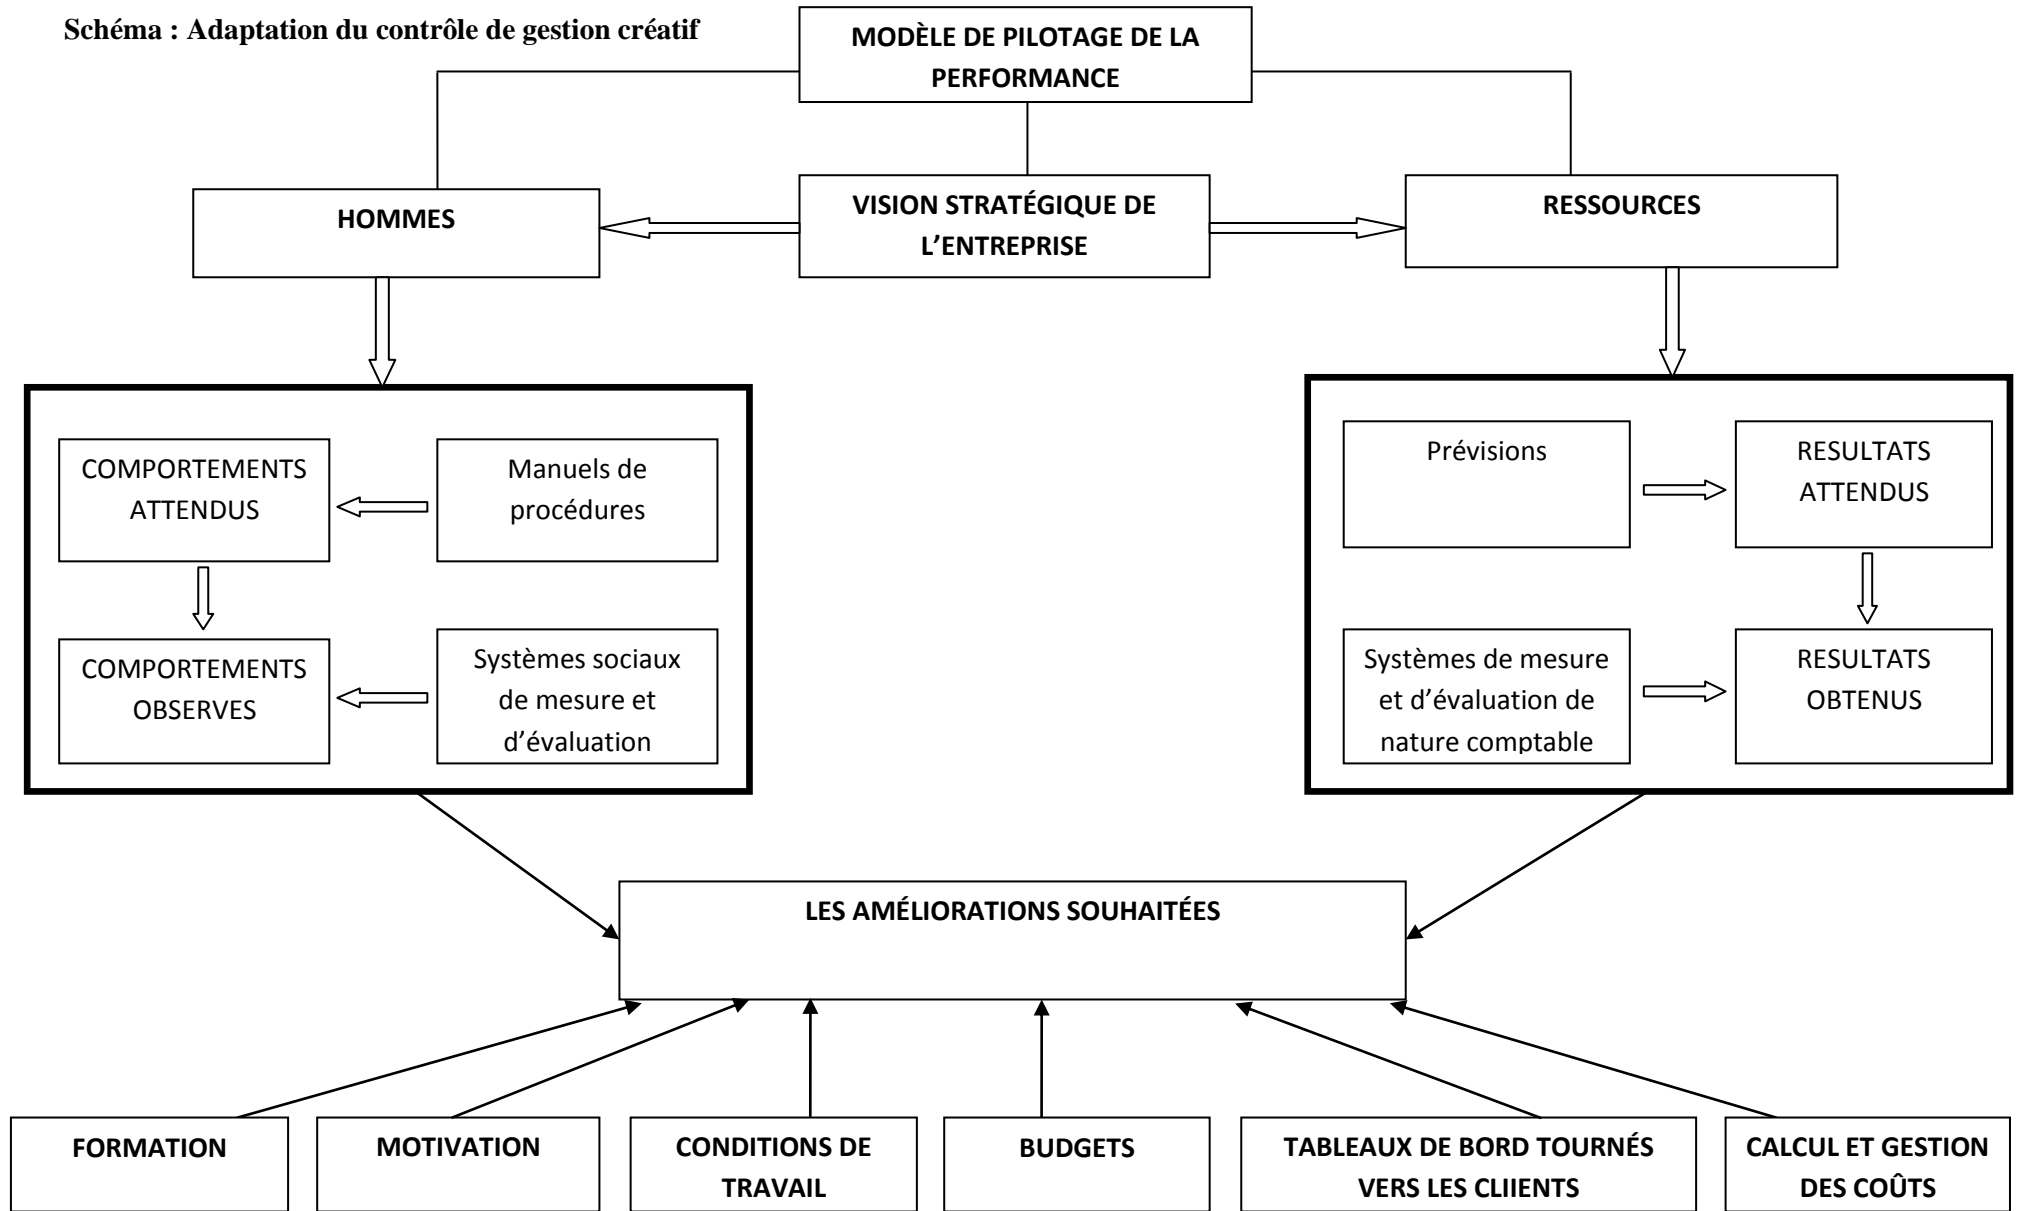 Schéma : Adaptation du contrôle de gestion créatif
MODÈLE DE PILOTAGE DE LA
PERFORMANCE
HOMMES
VISION STRATÉGIQUE DE
L’ENTREPRISE
RESSOURCES
COMPORTEMENTS
ATTENDUS
Manuels de
procédures
COMPORTEMENTS
OBSERVES
Systèmes sociaux
de mesure et
d’évaluation
Prévisions
RESULTATS
ATTENDUS
Systèmes de mesure
et d’évaluation de
nature comptable
RESULTATS
OBTENUS
LES AMÉLIORATIONS SOUHAITÉES
FORMATION
MOTIVATION
CONDITIONS DE
TRAVAIL
BUDGETS
TABLEAUX DE BORD TOURNÉS
VERS LES CLIIENTS
CALCUL ET GESTION
DES COÛTS